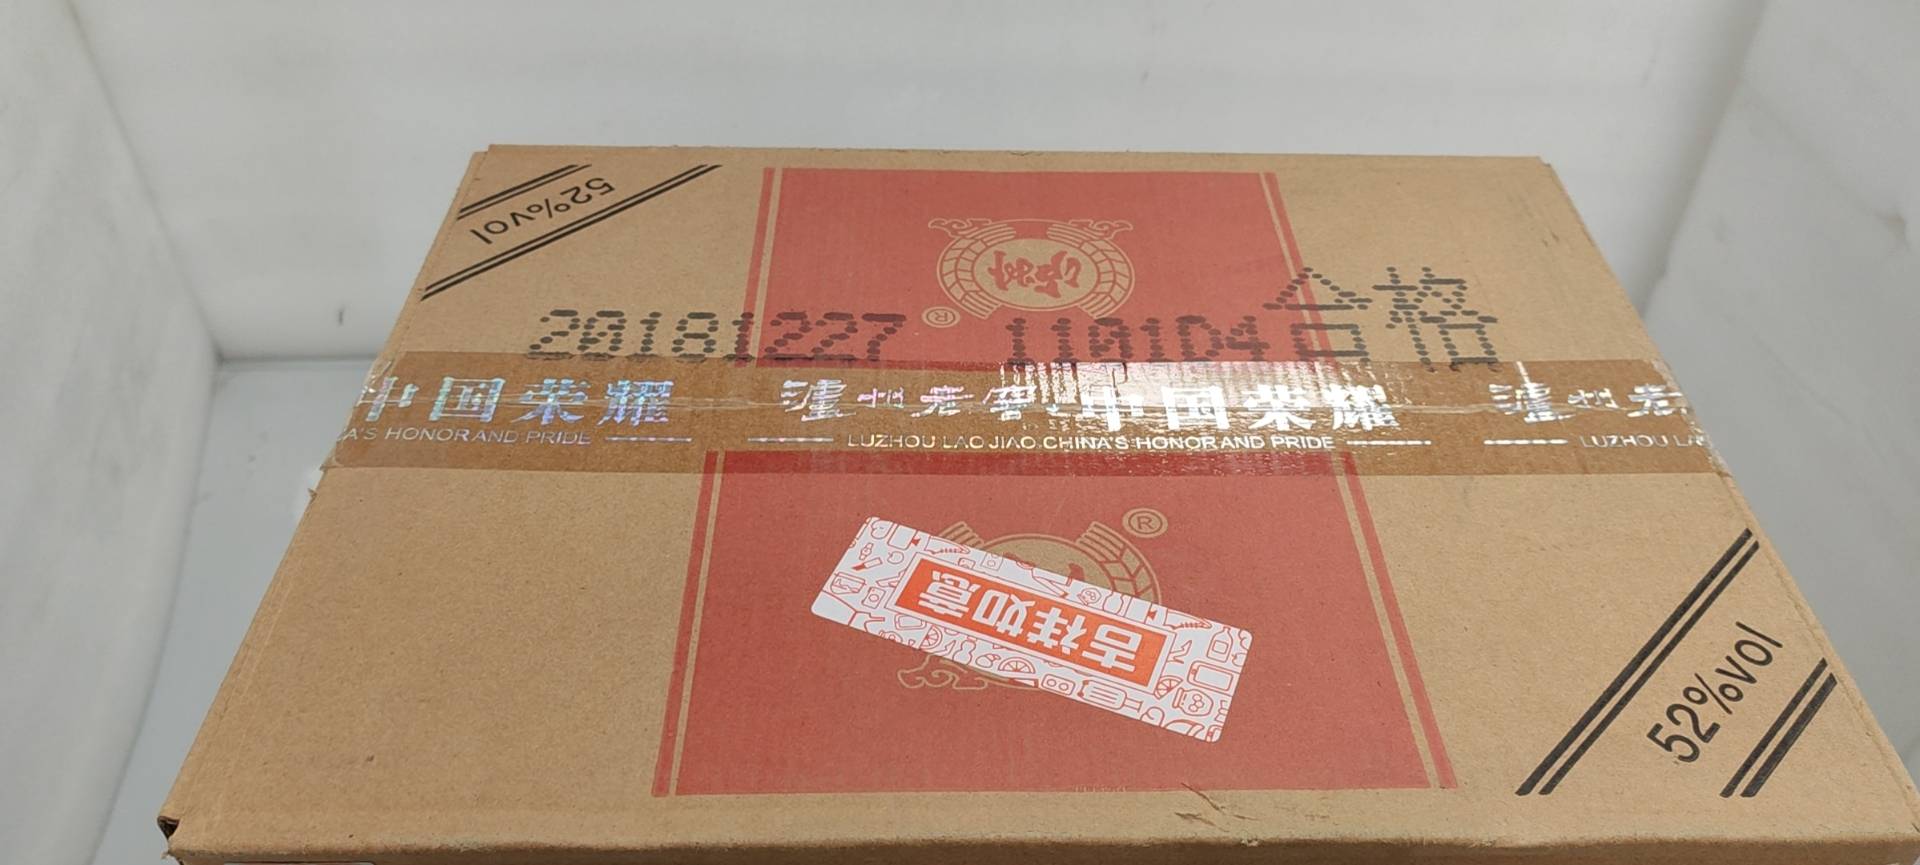 52%vol
®
20181227 110104合格
中国荣耀 泸州老窖 中国荣耀 泸州老
A'S HONOR AND PRIDE LUZHOU LAO JIAO,CHINA'S HONOR AND PRIDE LUZHOU LA
®
吉祥如意
52%vol